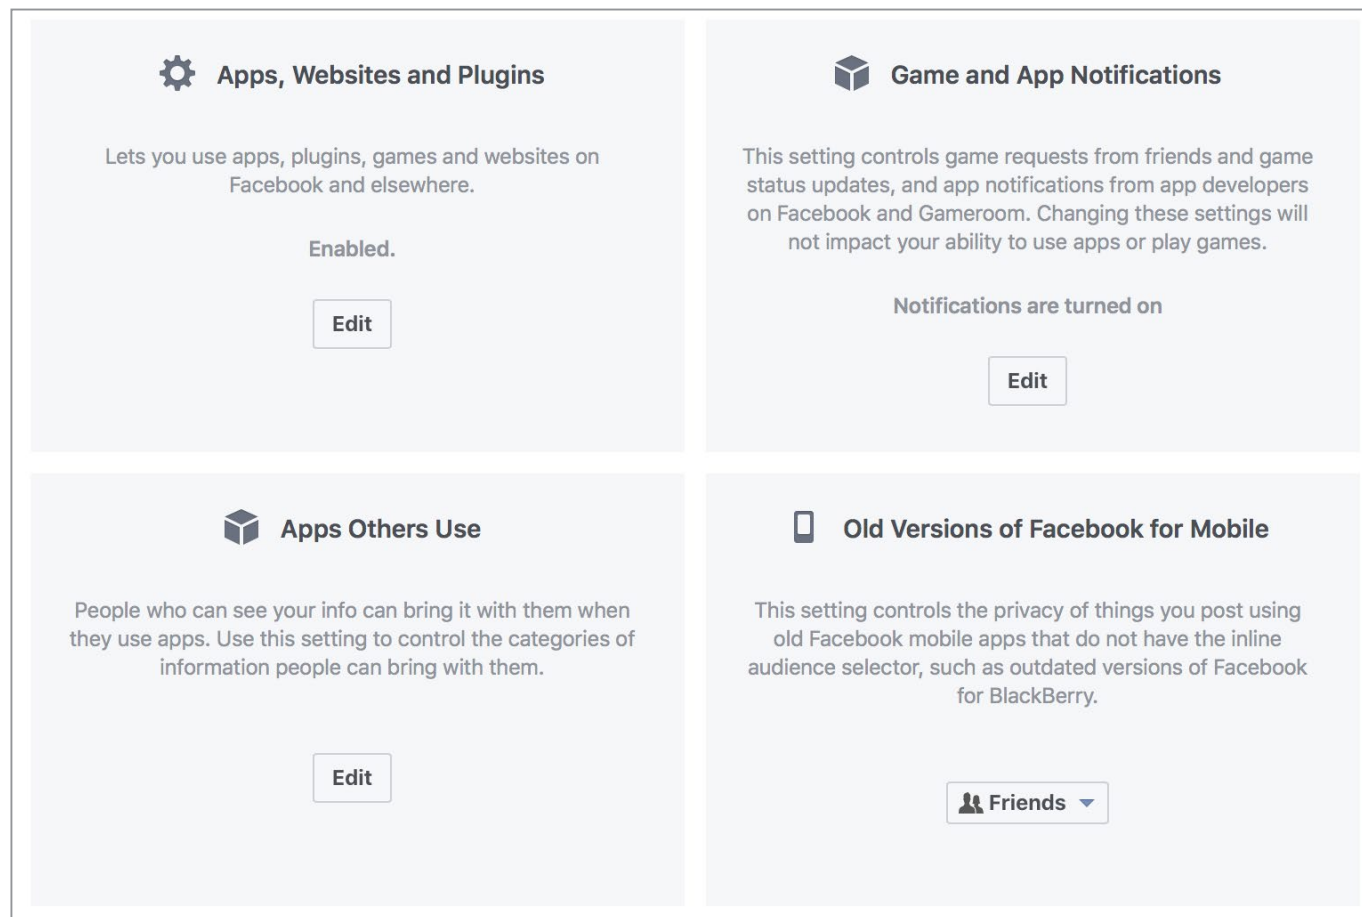 Apps, Websites and Plugins
Lets you use apps, plugins, games and websites on
Facebook and elsewhere.
Enabled.
Edit
Game and App Notifications
This setting controls game requests from friends and game
status updates, and app notifications from app developers
on Facebook and Gameroom. Changing these settings will
not impact your ability to use apps or play games.
Notifications are turned on
Edit
Apps Others Use
People who can see your info can bring it with them when
they use apps. Use this setting to control the categories of
information people can bring with them.
Edit
Old Versions of Facebook for Mobile
This setting controls the privacy of things you post using
old Facebook mobile apps that do not have the inline
audience selector, such as outdated versions of Facebook
for BlackBerry.
Friends